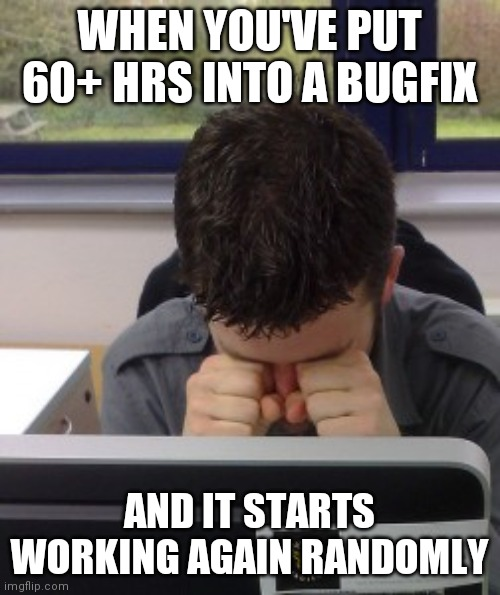 WHEN YOU'VE PUT
60+ HRS INTO A BUGFIX
AND IT STARTS
WORKING AGAIN RANDOMLY
imgflip.com